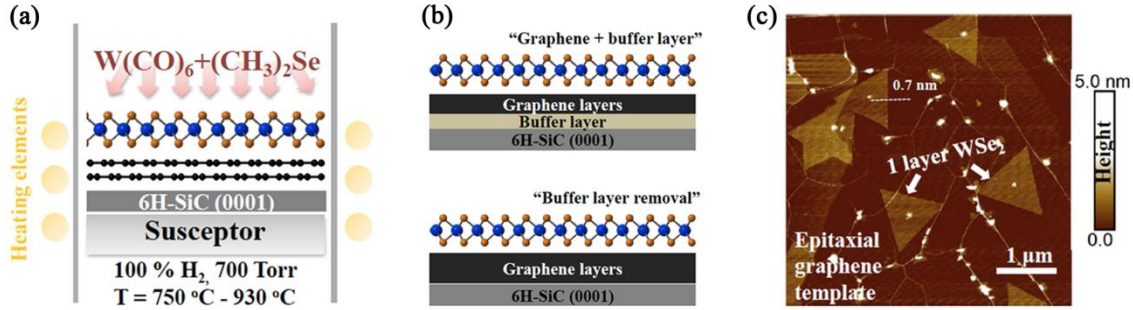 (a)
W(CO)6+(CH3)2Se
Heating elements
6H-SiC (0001)
Susceptor
100 % H2, 700 Torr
T = 750 °C - 930 °C
(b)
“Graphene + buffer layer”
Graphene layers
Buffer layer
6H-SiC (0001)
“Buffer layer removal”
Graphene layers
6H-SiC (0001)
(c)
0.7 nm
1 layer WSe2
Epitaxial
graphene
template
1 μm
5.0 nm
Height
0.0